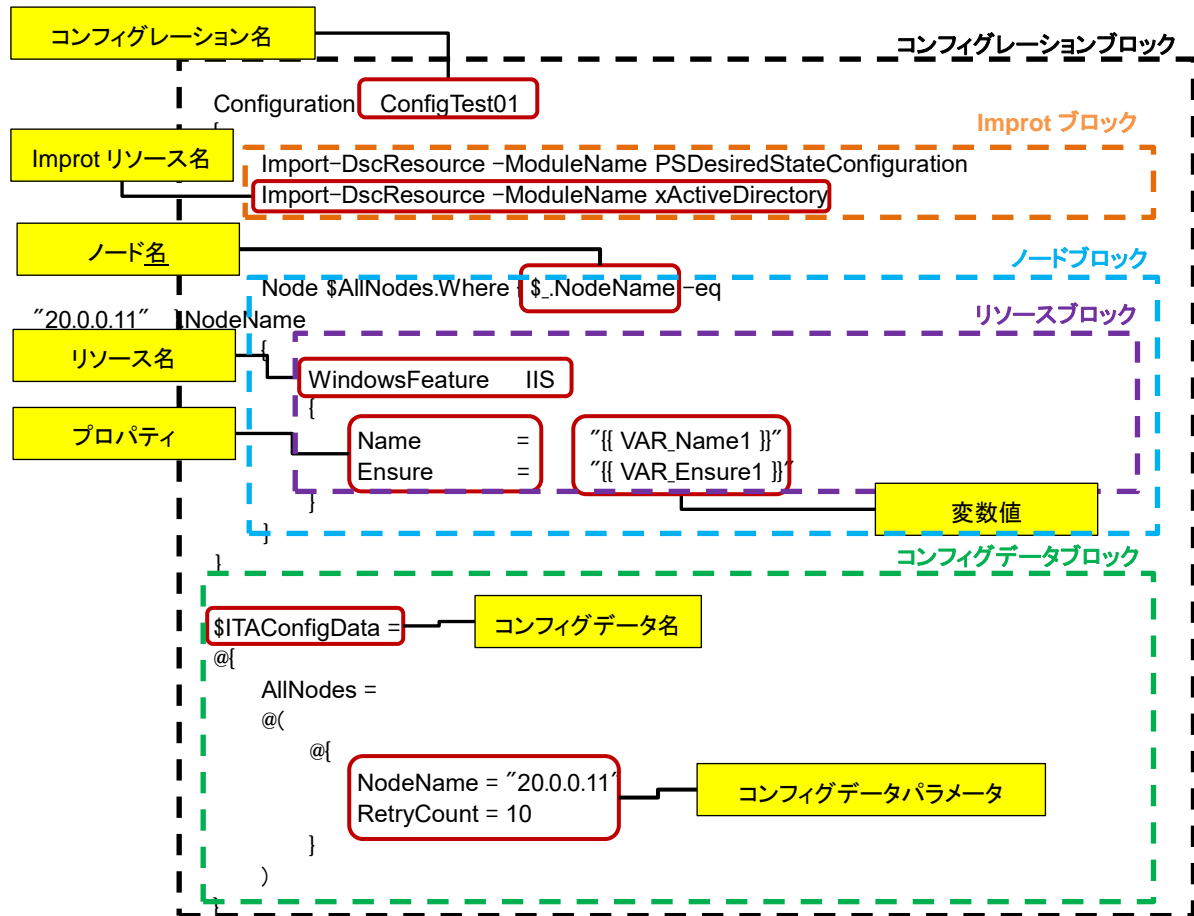 コンフィグレーション名
コンフィグレーションブロック
Configuration ConfigTest01
{
Improt ブロック
Improt リソース名
Import-DscResource -ModuleName PSDesiredStateConfiguration
Import-DscResource -ModuleName xActiveDirectory
ノード名
ノードブロック
Node $AllNodes.Where { $_.NodeName -eq
"20.0.0.11" }.NodeName
リソースブロック
{
リソース名
WindowsFeature IIS
{
プロパティ
Name = "{{ VAR_Name1 }}"
Ensure = "{{ VAR_Ensure1 }}"
}
変数値
}
}
コンフィグデータブロック
$ITAConfigData =
コンフィグデータ名
@{
AllNodes =
@(
@{
NodeName = "20.0.0.11"
RetryCount = 10
コンフィグデータパラメータ
}
)
}